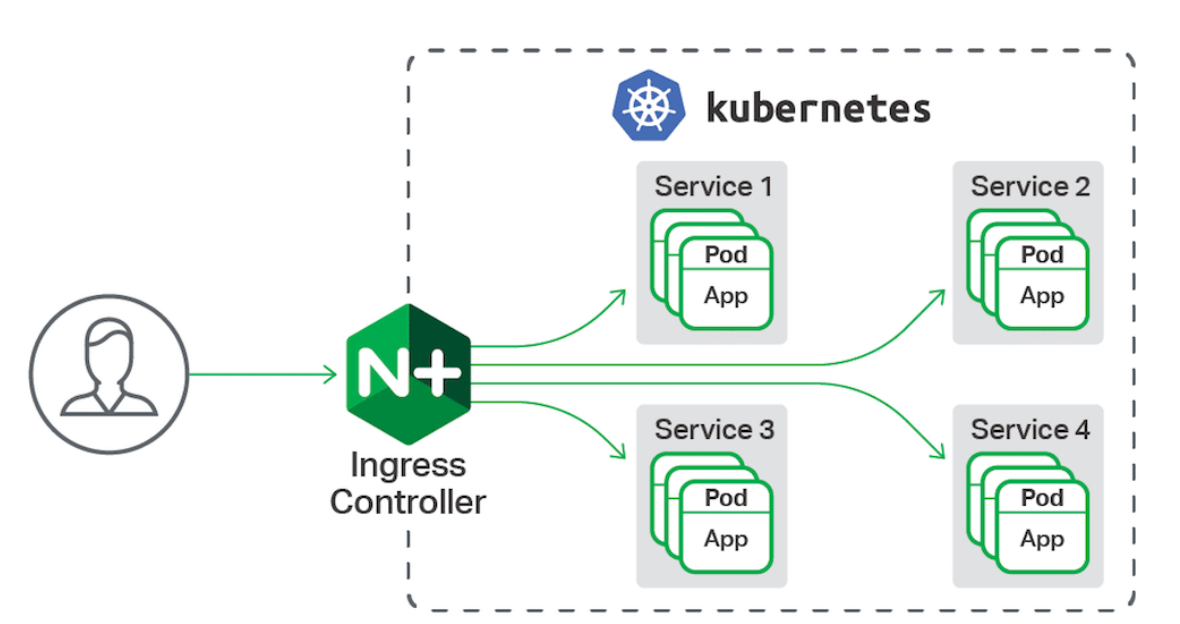 kubernetes
Service 1
Pod
App
Service 2
Pod
App
N+
Ingress
Controller
Service 3
Pod
App
Service 4
Pod
App